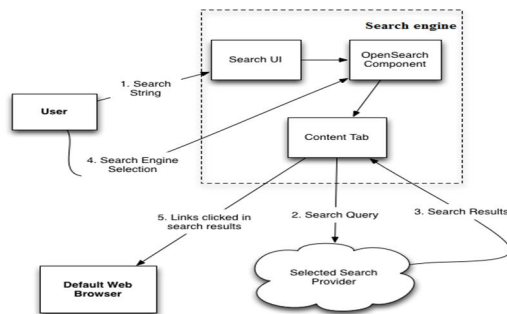 Search engine
Search UI
OpenSearch
Component
1. Search
String
User
Content Tab
4. Search Engine
Selection
5. Links clicked in
search results
2. Search Query
3. Search Results
Default Web
Browser
Selected Search
Provider